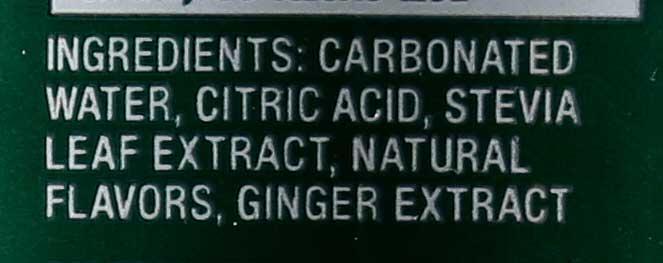 INGREDIENTS: CARBONATED
WATER, CITRIC ACID, STEVIA
LEAF EXTRACT, NATURAL
FLAVORS, GINGER EXTRACT